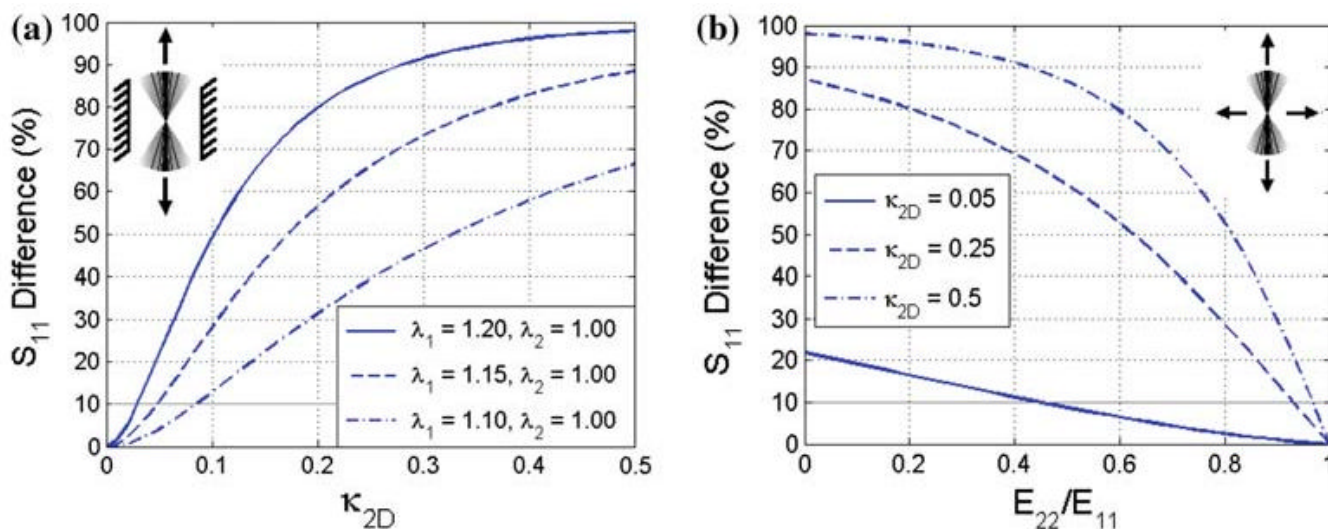 (a)
S11 Difference (%)
100
90
80
70
60
50
40
30
20
10
0
0
0.1
0.2
0.3
0.4
0.5
κ2D
λ1 = 1.20, λ2 = 1.00
λ1 = 1.15, λ2 = 1.00
λ1 = 1.10, λ2 = 1.00
(b)
S11 Difference (%)
100
90
80
70
60
50
40
30
20
10
0
0.2
0.4
0.6
0.8
1
E22/E11
κ2D = 0.05
κ2D = 0.25
κ2D = 0.5